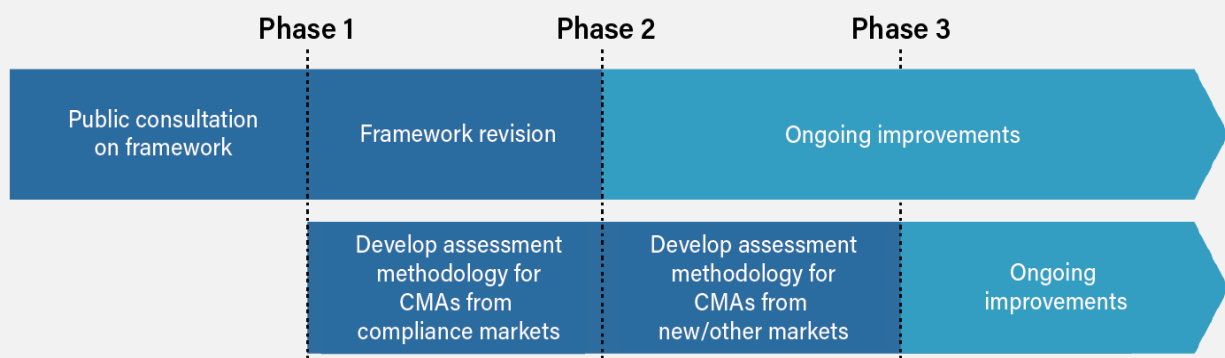 Phase 1
Phase 2
Phase 3
Public consultation
on framework
Framework revision
Ongoing improvements
Develop assessment
methodology for
CMAs from
compliance markets
Develop assessment
methodology for
CMAs from
new/other markets
Ongoing
improvements